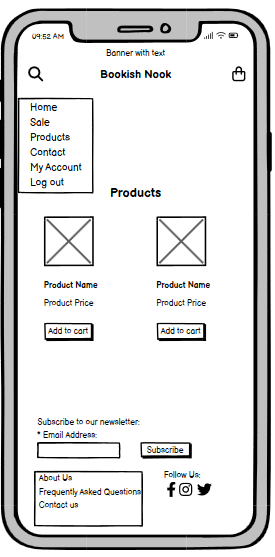 09:52 AM
Banner with text
Bookish Nook
Home
Sale
Products
Contact
My Account
Log out
Products
Product Name Product Name
Product Price Product Price
Add to cart Add to cart
Subscribe to our newsletter:
* Email Address:
Subscribe
Follow Us:
About Us
Frequently Asked Questions
Contact us